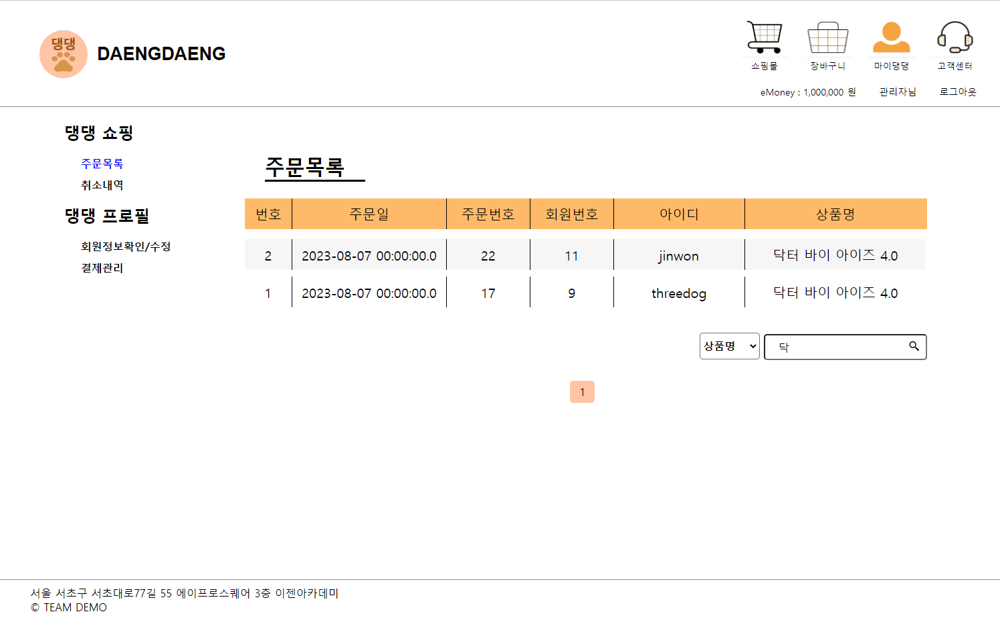 댕댕
DAENGDAENG
쇼핑몰 장바구니 마이댕댕 고객센터
eMoney : 1,000,000 원 관리자님 로그아웃
댕댕 쇼핑
주문목록
취소내역
댕댕 프로필
회원정보확인/수정
결제관리
주문목록
번호 주문일 주문번호 회원번호 아이디 상품명
2 2023-08-07 00:00:00.0 22 11 jinwon 닥터 바이 아이즈 4.0
1 2023-08-07 00:00:00.0 17 9 threedog 닥터 바이 아이즈 4.0
상품명 닥
1
서울 서초구 서초대로77길 55 에이프로스퀘어 3층 이젠아카데미
© TEAM DEMO